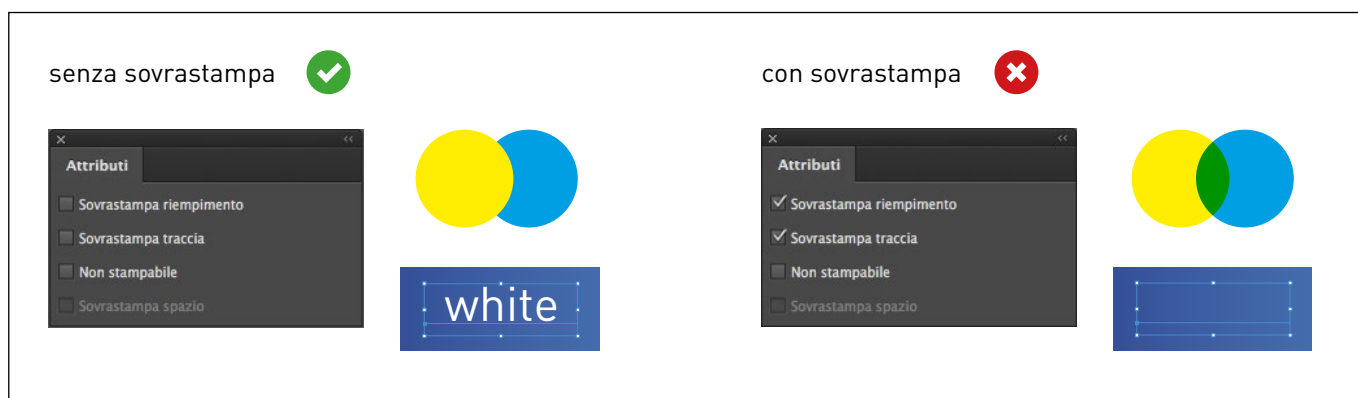 senza sovrastampa
Attributi
Sovrastampa riempimento
Sovrastampa traccia
Non stampabile
Sovrastampa spazio
white
con sovrastampa
Attributi
Sovrastampa riempimento
Sovrastampa traccia
Non stampabile
Sovrastampa spazio